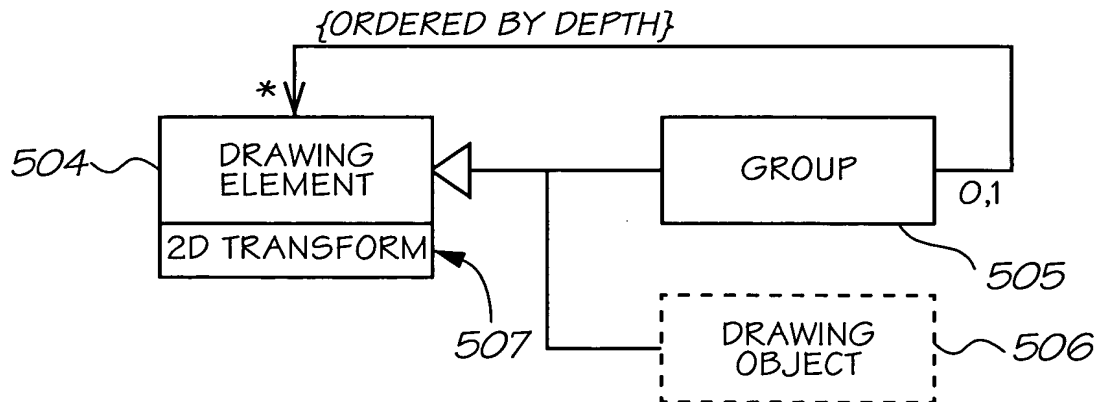 {ORDERED BY DEPTH}
*
504
DRAWING
ELEMENT
GROUP
0,1
2D TRANSFORM
505
507
DRAWING
OBJECT
506